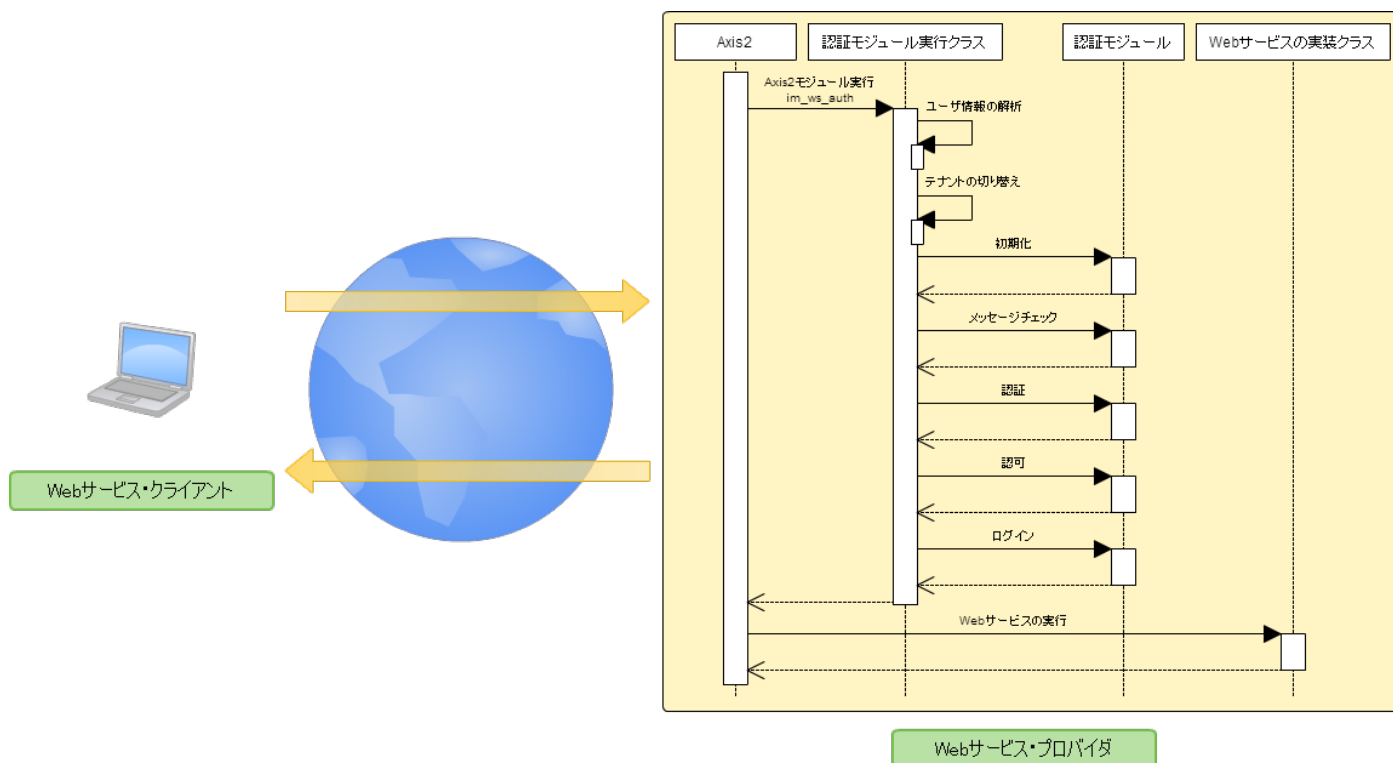 Axis2
認証モジュール実行クラス
認証モジュール
Webサービスの実装クラス
Axis2モジュール実行
im_ws_auth
ユーザ情報の解析
テナントの切り替え
初期化
メッセージチェック
認証
認可
ログイン
Webサービスの実行
Webサービス・クライアント
Webサービス・プロバイダ